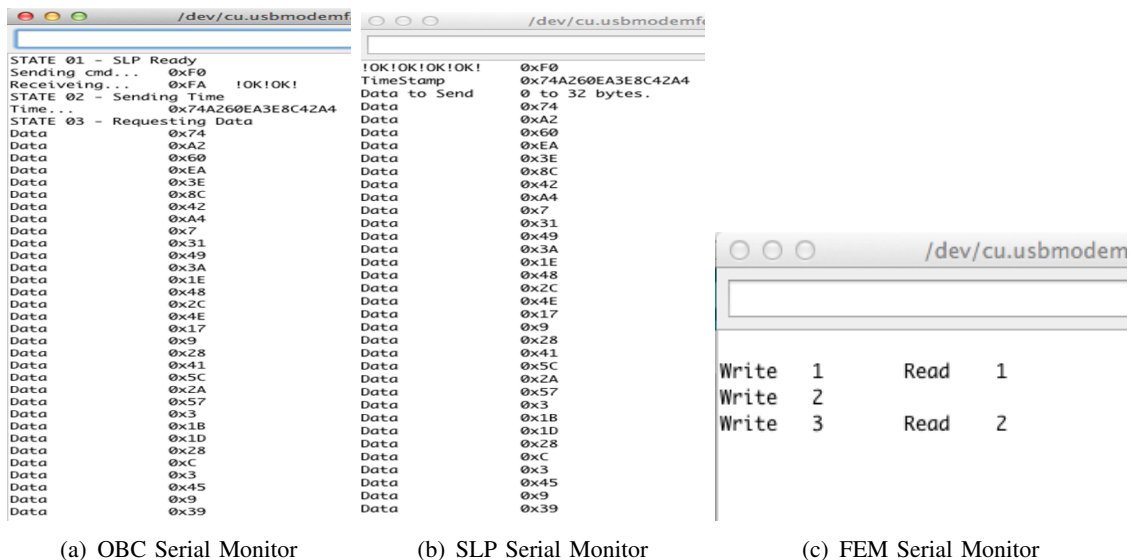 /dev/cu.usbmodemf
STATE 01 - SLP Ready
Sending cmd... 0xF0
Receiveing... 0xFA !OK!OK!
STATE 02 - Sending Time
Time... 0x74A260EA3E8C42A4
STATE 03 - Requesting Data
Data 0x74
Data 0xA2
Data 0x60
Data 0xEA
Data 0x3E
Data 0x8C
Data 0x42
Data 0xA4
Data 0x7
Data 0x31
Data 0x49
Data 0x3A
Data 0x1E
Data 0x48
Data 0x2C
Data 0x4E
Data 0x17
Data 0x9
Data 0x28
Data 0x41
Data 0x5C
Data 0x2A
Data 0x57
Data 0x3
Data 0x1B
Data 0x1D
Data 0x28
Data 0xC
Data 0x3
Data 0x45
Data 0x9
Data 0x39
(a) OBC Serial Monitor
/dev/cu.usbmodemf
!OK!OK!OK!OK! 0xF0
TimeStamp 0x74A260EA3E8C42A4
Data to Send 0 to 32 bytes.
Data 0x74
Data 0xA2
Data 0x60
Data 0xEA
Data 0x3E
Data 0x8C
Data 0x42
Data 0xA4
Data 0x7
Data 0x31
Data 0x49
Data 0x3A
Data 0x1E
Data 0x48
Data 0x2C
Data 0x4E
Data 0x17
Data 0x9
Data 0x28
Data 0x41
Data 0x5C
Data 0x2A
Data 0x57
Data 0x3
Data 0x1B
Data 0x1D
Data 0x28
Data 0xC
Data 0x3
Data 0x45
Data 0x9
Data 0x39
(b) SLP Serial Monitor
/dev/cu.usbmodem
Write 1 Read 1
Write 2
Write 3 Read 2
(c) FEM Serial Monitor